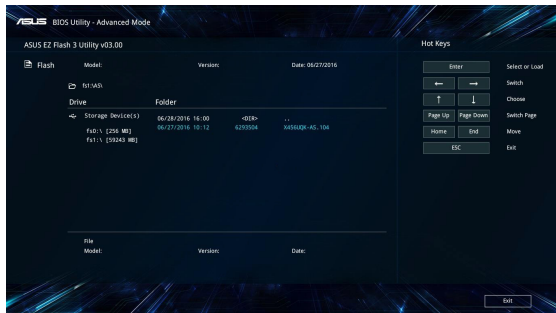 ASUS BIOS Utility - Advanced Mode
ASUS EZ Flash 3 Utility v03.00
Flash
Model: Version: Date: 06/27/2016
fs1:\A5\
Drive Folder
Storage Device(s)
fs0:\ [256 MB]
fs1:\ [59243 MB]
06/28/2016 16:00 <DIR> ..
06/27/2016 10:12 6293504 X456UQK-A5.104
File
Model: Version: Date:
Hot Keys
Enter Select or Load
← → Switch
↑ ↓ Choose
Page Up Page Down Switch Page
Home End Move
ESC Exit
Exit